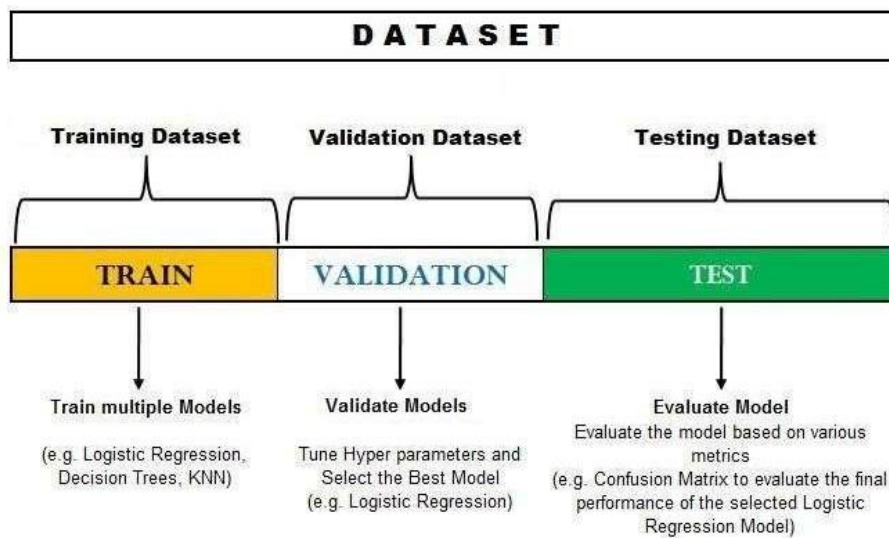 DATASET
Training Dataset
Validation Dataset
Testing Dataset
TRAIN
VALIDATION
TEST
Train multiple Models
(e.g. Logistic Regression,
Decision Trees, KNN)
Validate Models
Tune Hyper parameters and
Select the Best Model
(e.g. Logistic Regression)
Evaluate Model
Evaluate the model based on various
metrics
(e.g. Confusion Matrix to evaluate the final
performance of the selected Logistic
Regression Model)